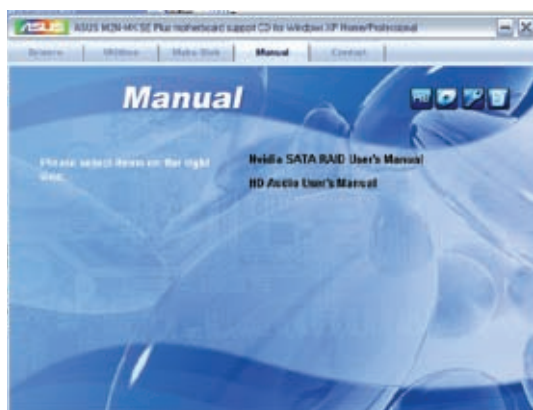 ASUS ASUS M2N-MX SE Plus motherboard support CD for Windows XP Home/Professional
Drivers Utilities Make Disk Manual Contact
Manual
Please select items on the right
side.
Nvidia SATA RAID User's Manual
HD Audio User's Manual